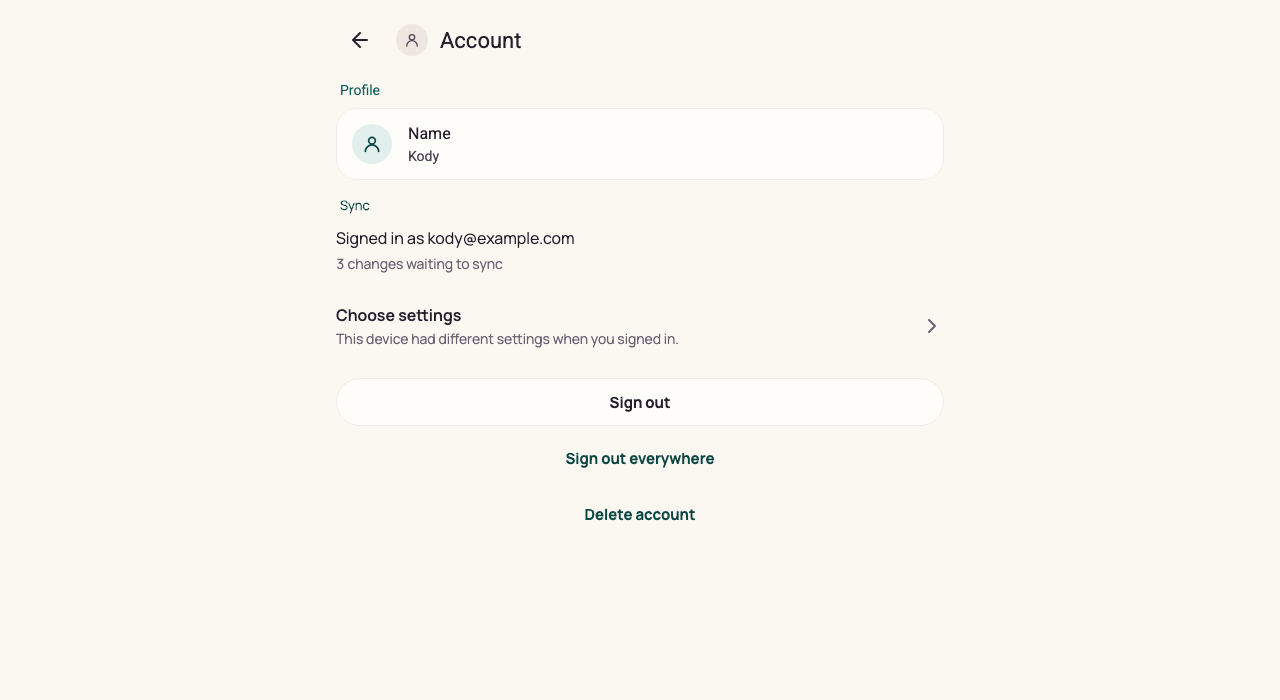 Account
Profile
Name
Kody
Sync
Signed in as kody@example.com
3 changes waiting to sync
Choose settings
This device had different settings when you signed in.
Sign out
Sign out everywhere
Delete account